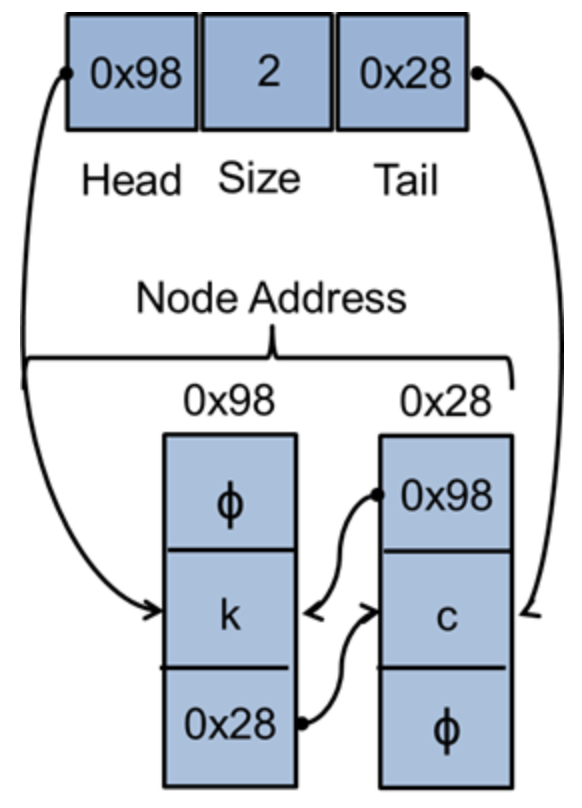 0x98 2 0x28
Head Size Tail
Node Address
0x98 0x28
ϕ 0x98
k c
0x28 ϕ